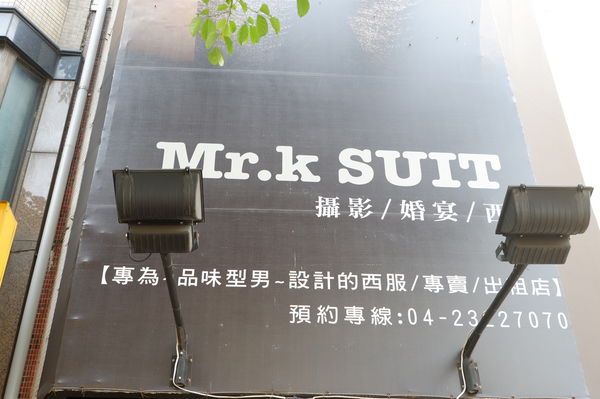 Mr.k SUIT
攝影/婚宴/西
【專為~品味型男~設計的西服/專賣/出租店】
預約專線:04-23227070